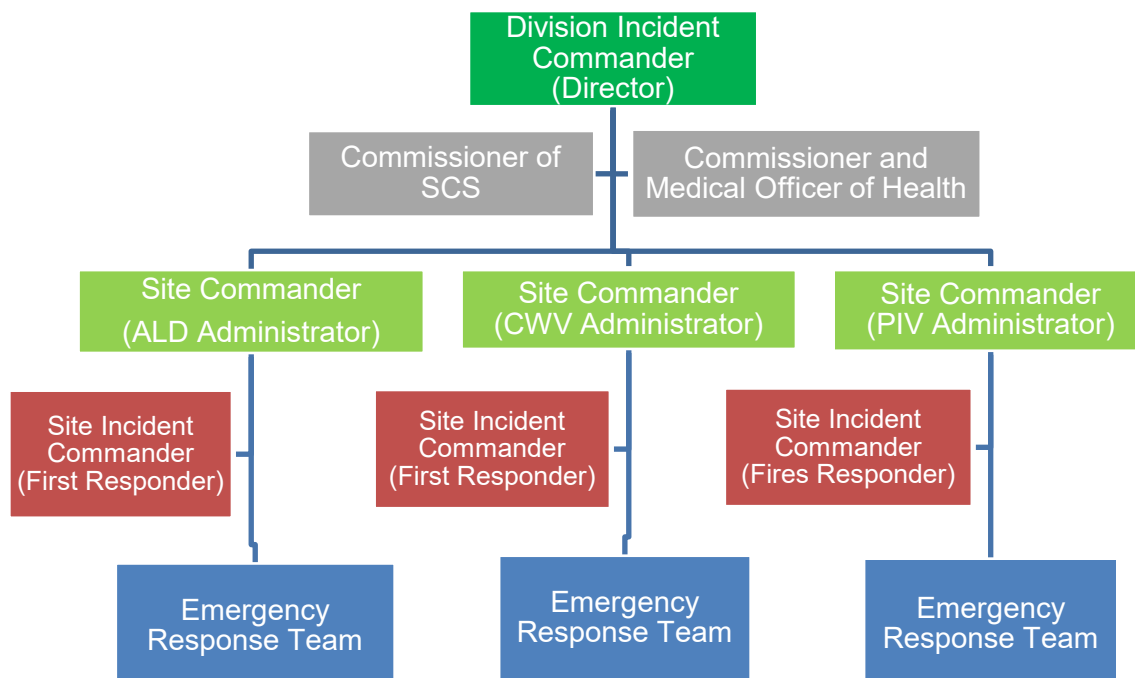 Division Incident
Commander
(Director)
Commissioner of
SCS
Commissioner and
Medical Officer of Health
Site Commander
(ALD Administrator)
Site Commander
(CWV Administrator)
Site Commander
(PIV Administrator)
Site Incident
Commander
(First Responder)
Site Incident
Commander
(First Responder)
Site Incident
Commander
(Fires Responder)
Emergency
Response Team
Emergency
Response Team
Emergency
Response Team